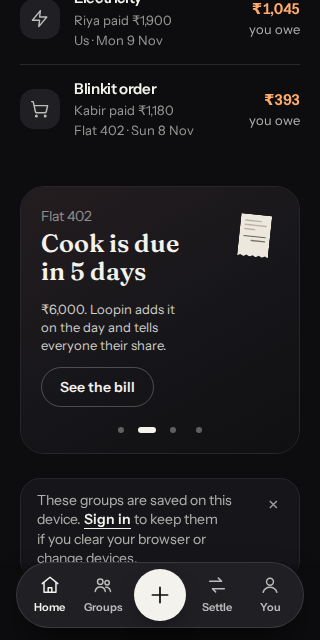 Electricity
₹1,045
Riya paid ₹1,900
you owe
Us · Mon 9 Nov
Blinkit order
₹393
Kabir paid ₹1,180
you owe
Flat 402 · Sun 8 Nov
Flat 402
Cook is due
in 5 days
₹6,000. Loopin adds it
on the day and tells
everyone their share.
See the bill
These groups are saved on this
device. Sign in to keep them
if you clear your browser or
change devices.
Home
Groups
Settle
You